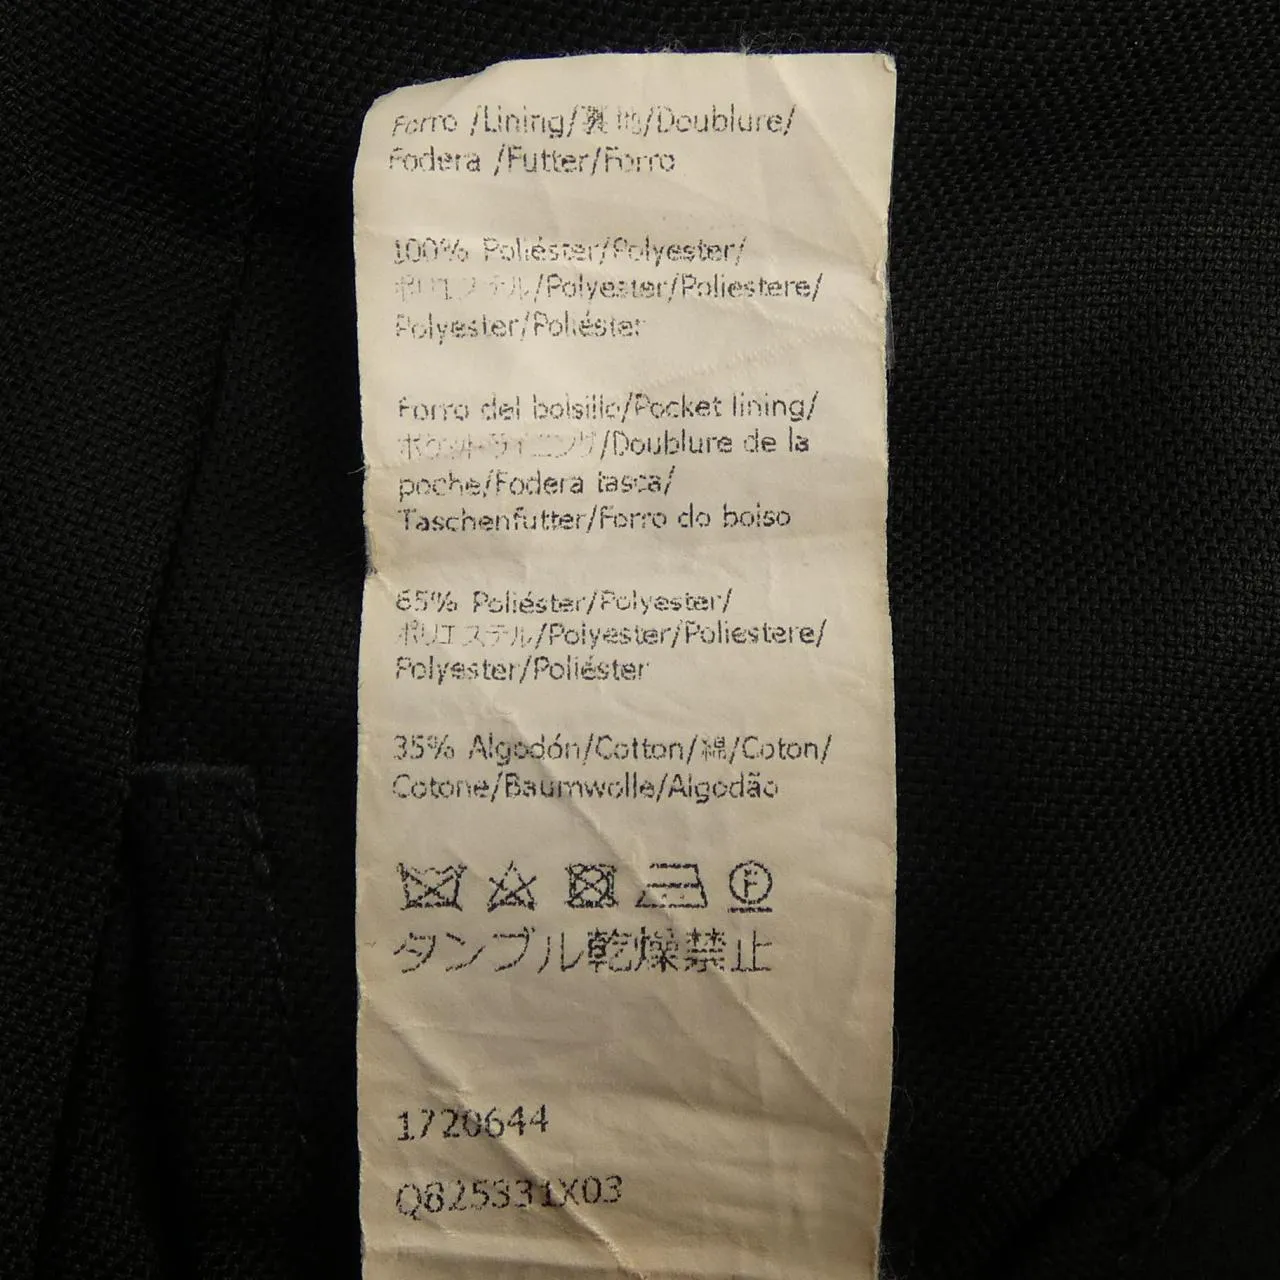 Forro /Lining/裏地/Doublure/
Fodera /Futter/Forro
100% Poliéster/Polyester/
ポリエステル/Polyester/Poliestere/
Polyester/Poliéster
Forro del bolsillo/Pocket lining/
ポケットライニング/Doublure de la
poche/Fodera tasca/
Taschenfutter/Forro do bolso
65% Poliéster/Polyester/
ポリエステル/Polyester/Poliestere/
Polyester/Poliéster
35% Algodón/Cotton/綿/Coton/
Cotone/Baumwolle/Algodão
F
タンブル乾燥禁止
1720644
Q825331X03